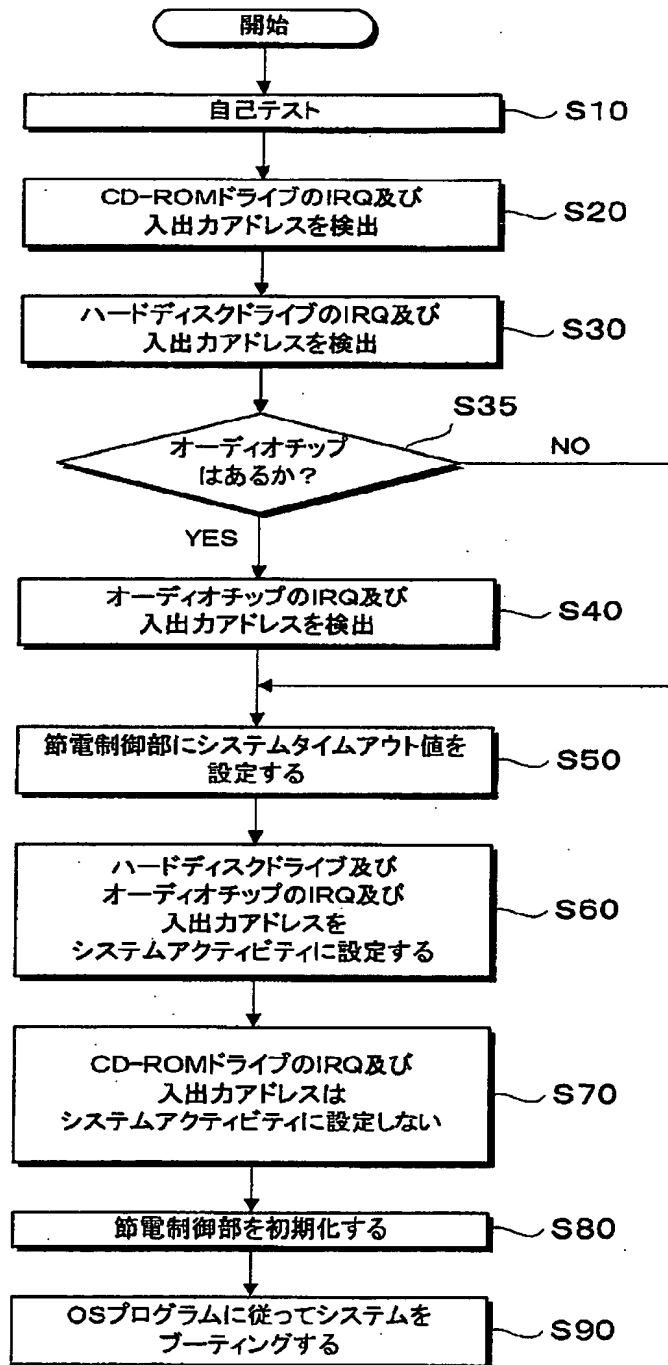 開始
自己テスト
S10
CD-ROMドライブのIRQ及び
入出力アドレスを検出
S20
ハードディスクドライブのIRQ及び
入出力アドレスを検出
S30
S35
オーディオチップ
はあるか？
NO
YES
オーディオチップのIRQ及び
入出力アドレスを検出
S40
節電制御部にシステムタイムアウト値を
設定する
S50
ハードディスクドライブ及び
オーディオチップのIRQ及び
入出力アドレスを
システムアクティビティに設定する
S60
CD-ROMドライブのIRQ及び
入出力アドレスは
システムアクティビティに設定しない
S70
節電制御部を初期化する
S80
OSプログラムに従ってシステムを
ブーティングする
S90